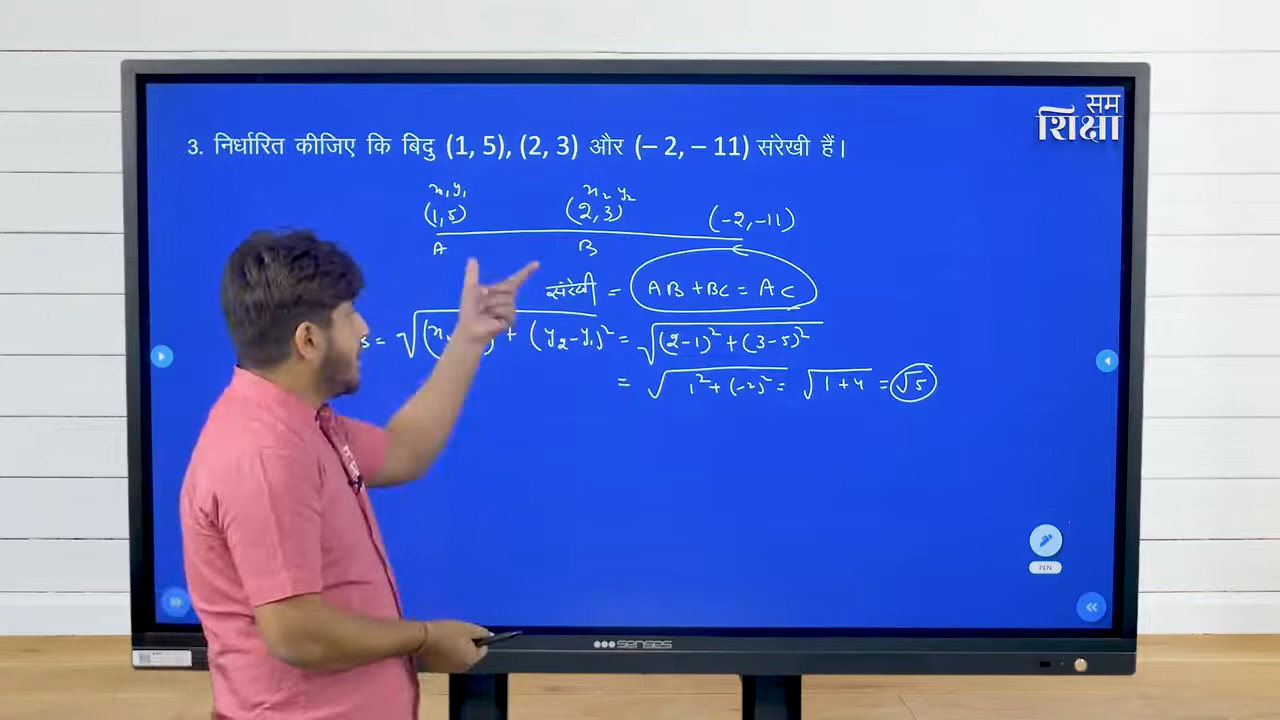 सम
शिक्षा
3. निर्धारित कीजिए कि बिदु (1, 5), (2, 3) और (– 2, – 11) संरेखी हैं।
x₁ y₁ x₂ y₂
(1,5) (2,3) (-2,-11)
A B C
संरेखी = AB + BC = AC
= √(x₂ ) + (y₂-y₁)² = √(2-1)² + (3-5)²
= √1² + (-2)² = √1+4 = √5
PEN
senses